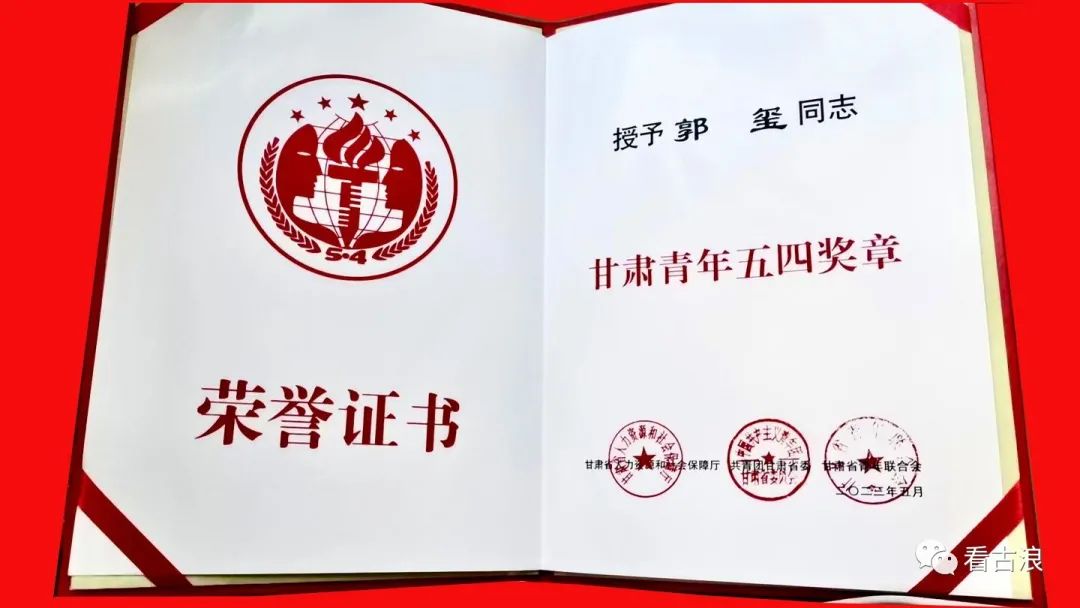 5·4
荣誉证书
授予 郭 玺 同志
甘肃青年五四奖章
甘肃省人力资源和社会保障厅 共青团甘肃省委 甘肃省青年联合会
二〇二三年五月
看古浪